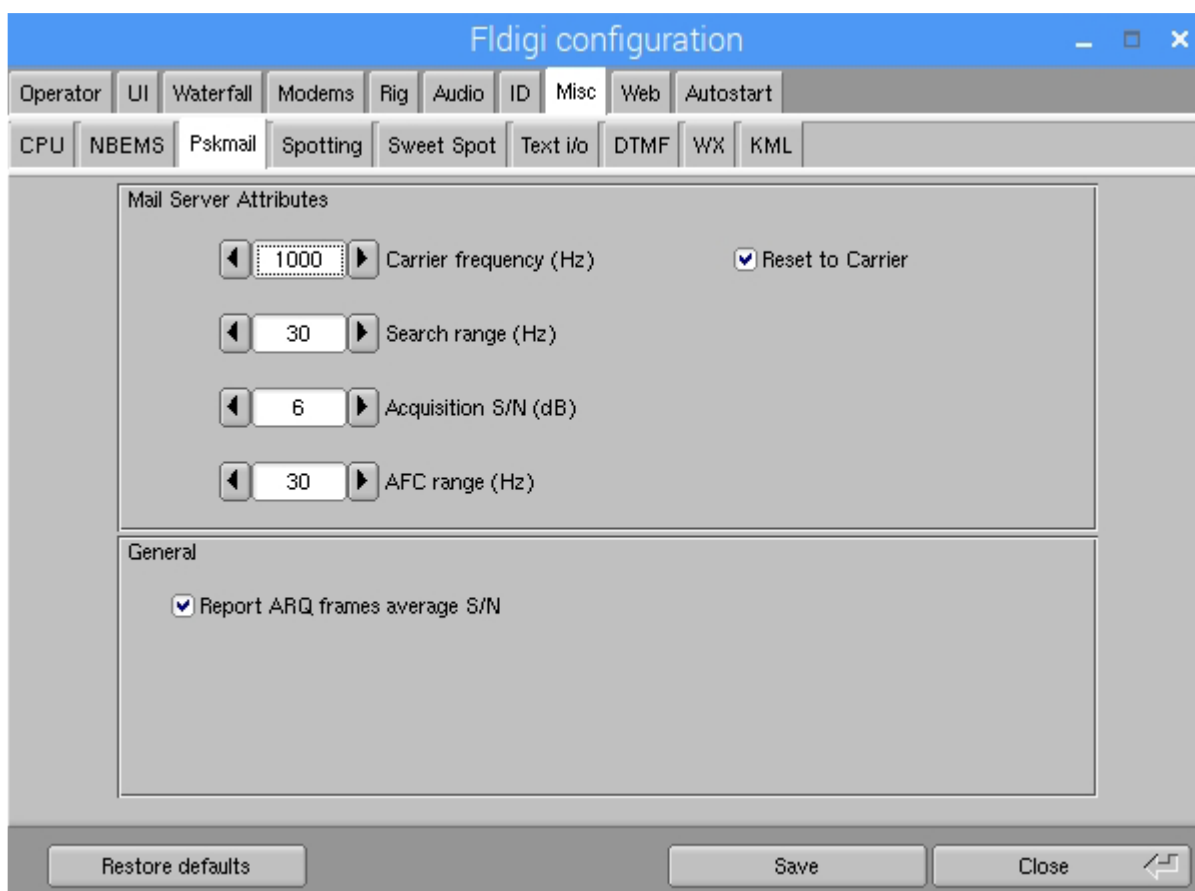 Fldigi configuration
Operator UI Waterfall Modems Rig Audio ID Misc Web Autostart
CPU NBEMS Pskmail Spotting Sweet Spot Text i/o DTMF WX KML
Mail Server Attributes
1000 Carrier frequency (Hz) Reset to Carrier
30 Search range (Hz)
6 Acquisition S/N (dB)
30 AFC range (Hz)
General
Report ARQ frames average S/N
Restore defaults Save Close